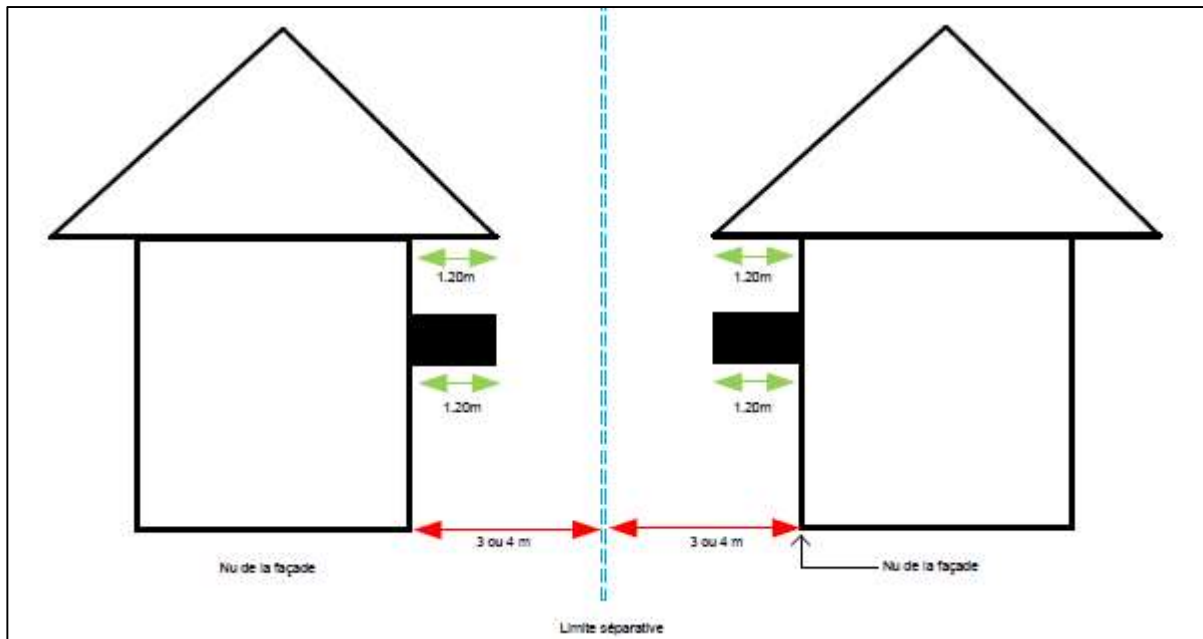 1.20m
1.20m
1.20m
1.20m
3 ou 4 m
3 ou 4 m
Nu de la façade
Nu de la façade
Limite séparative